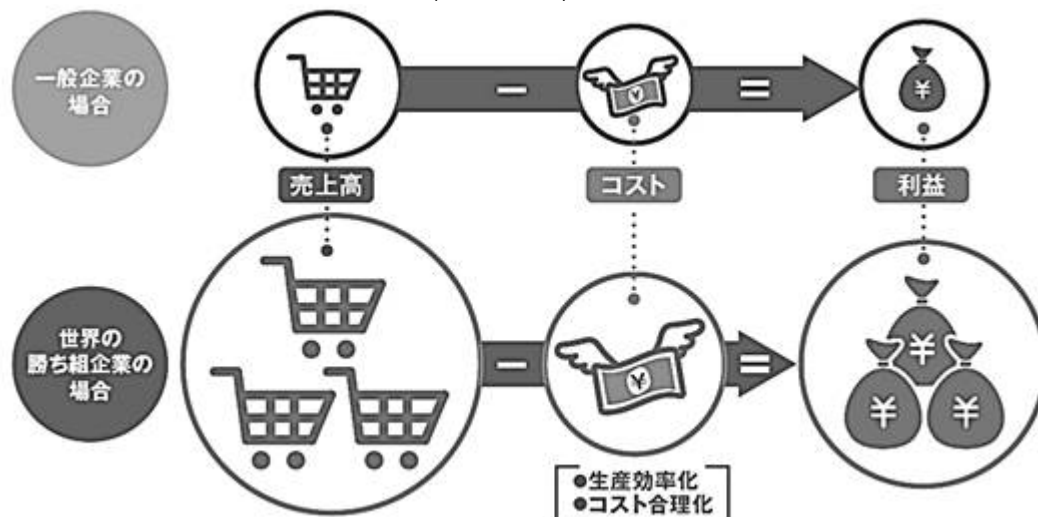 一般企業の
場合
売上高
コスト
利益
世界の
勝ち組企業の
場合
●生産効率化
●コスト合理化
－
＝
¥
¥
－
＝
¥
¥
¥
¥